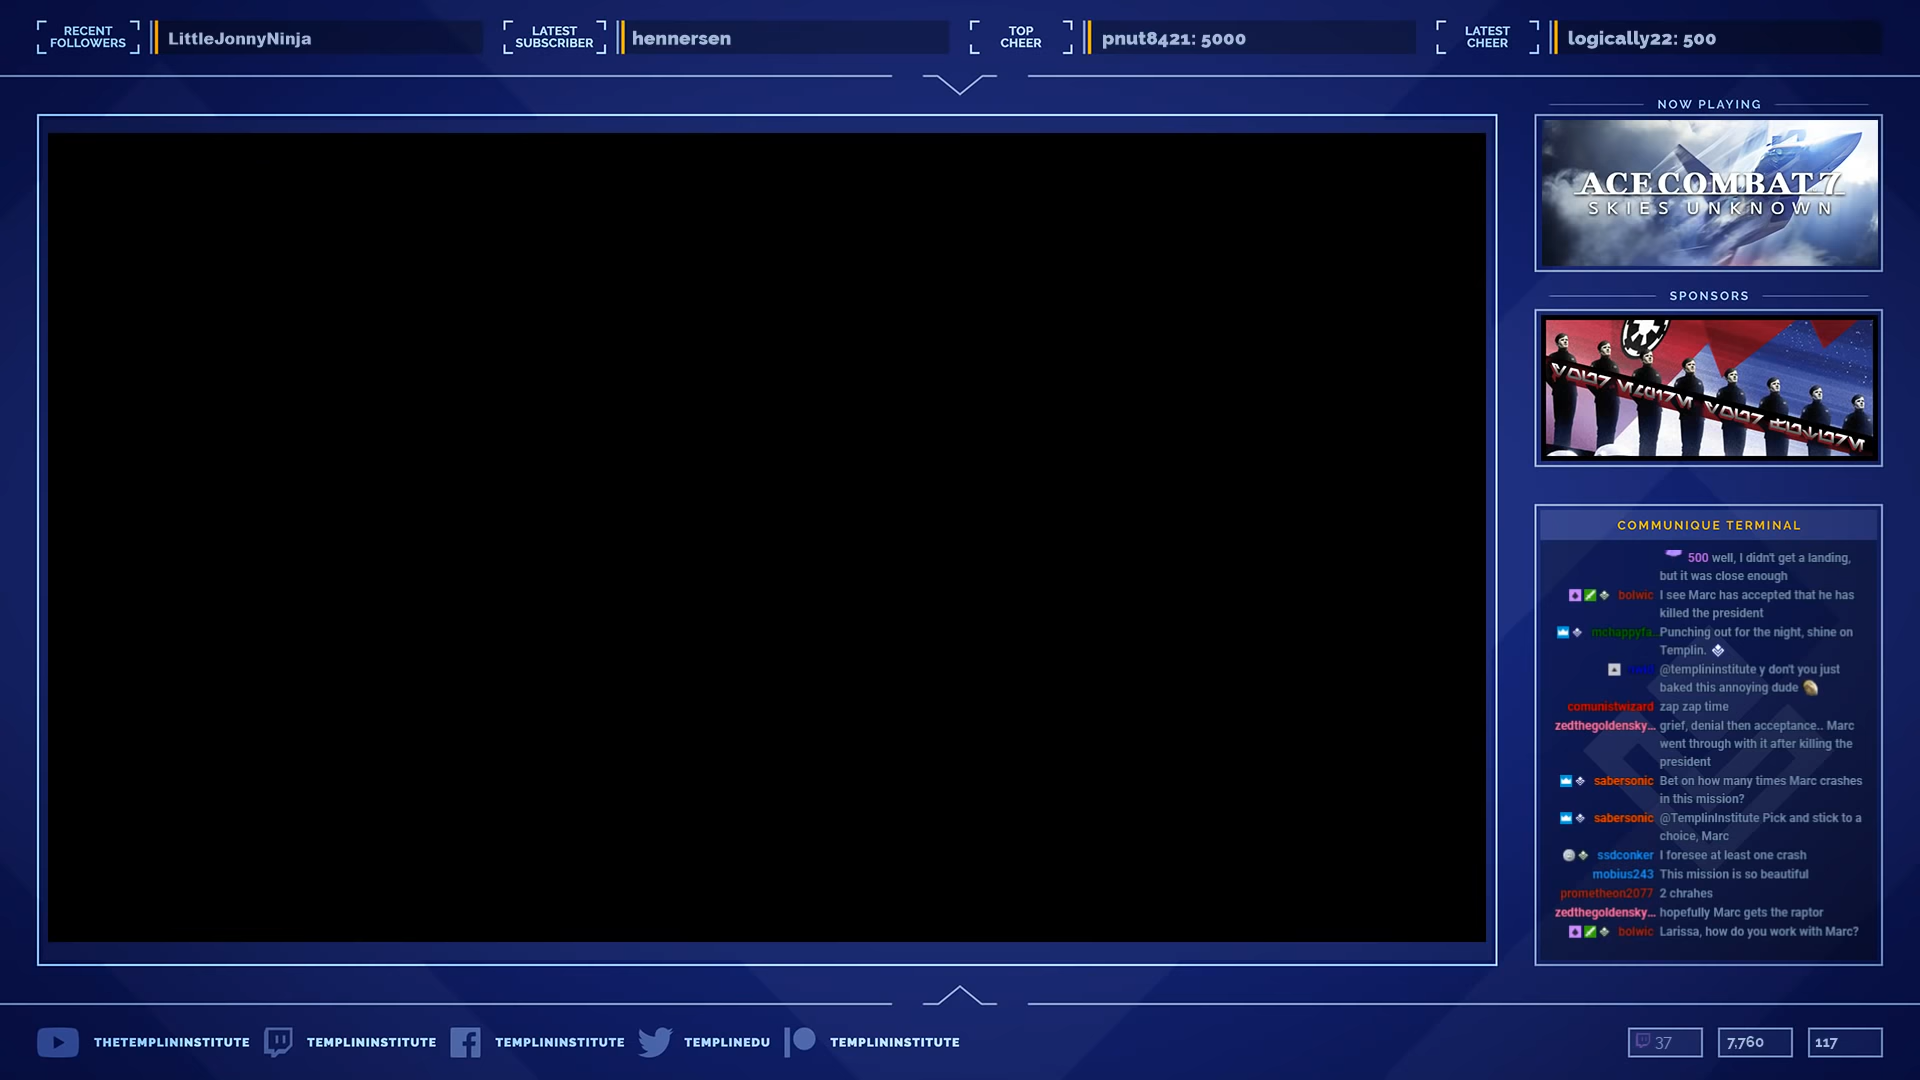 RECENT
FOLLOWERS
LittleJonnyNinja
LATEST
SUBSCRIBER
hennersen
TOP
CHEER
pnut8421: 5000
LATEST
CHEER
logically22: 500
NOW PLAYING
ACE COMBAT 7
SKIES UNKNOWN
SPONSORS
COMMUNIQUE TERMINAL
500 well, I didn't get a landing,
but it was close enough
bolwic I see Marc has accepted that he has
killed the president
mchappyfa... Punching out for the night, shine on
Templin.
@templininstitute y don't you just
baked this annoying dude
comunistwizard zap zap time
zedthegoldensky... grief, denial then acceptance.. Marc
went through with it after killing the
president
sabersonic Bet on how many times Marc crashes
in this mission?
sabersonic @TemplinInstitute Pick and stick to a
choice, Marc
ssdconker I foresee at least one crash
mobius243 This mission is so beautiful
prometheon2077 2 chrahes
zedthegoldensky... hopefully Marc gets the raptor
bolwic Larissa, how do you work with Marc?
THETEMPLININSTITUTE
TEMPLININSTITUTE
TEMPLININSTITUTE
TEMPLINEDU
TEMPLININSTITUTE
37
7,760
117